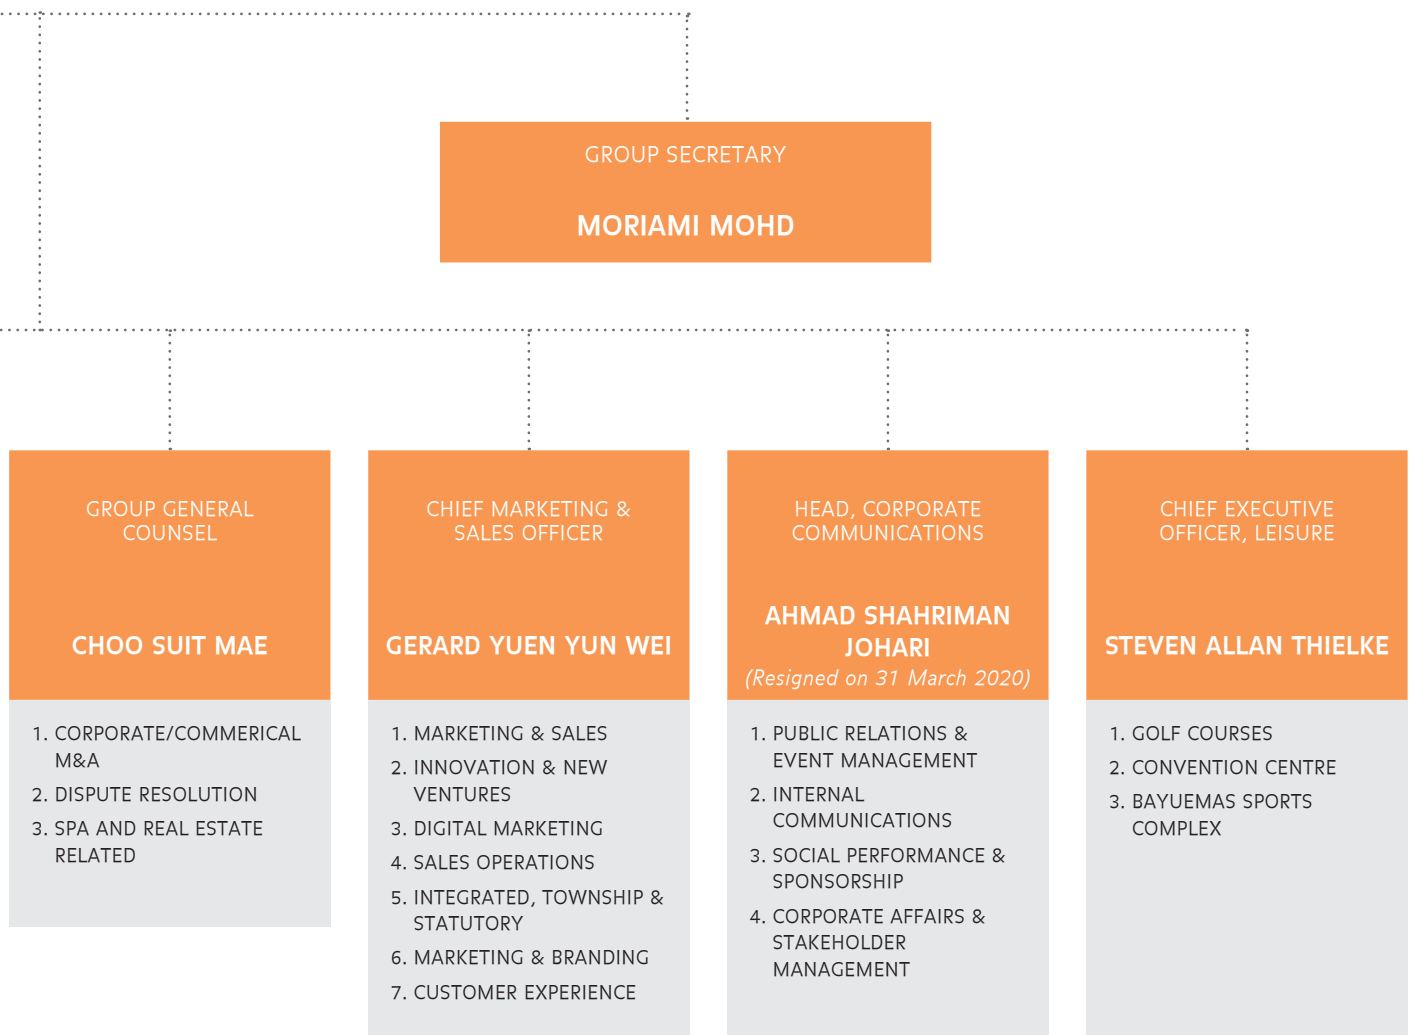 GROUP SECRETARY
MORIAMI MOHD
GROUP GENERAL
COUNSEL
CHOO SUIT MAE
1. CORPORATE/COMMERICAL
M&A
2. DISPUTE RESOLUTION
3. SPA AND REAL ESTATE
RELATED
CHIEF MARKETING &
SALES OFFICER
GERARD YUEN YUN WEI
1. MARKETING & SALES
2. INNOVATION & NEW
VENTURES
3. DIGITAL MARKETING
4. SALES OPERATIONS
5. INTEGRATED, TOWNSHIP &
STATUTORY
6. MARKETING & BRANDING
7. CUSTOMER EXPERIENCE
HEAD, CORPORATE
COMMUNICATIONS
AHMAD SHAHRIMAN
JOHARI
(Resigned on 31 March 2020)
1. PUBLIC RELATIONS &
EVENT MANAGEMENT
2. INTERNAL
COMMUNICATIONS
3. SOCIAL PERFORMANCE &
SPONSORSHIP
4. CORPORATE AFFAIRS &
STAKEHOLDER
MANAGEMENT
CHIEF EXECUTIVE
OFFICER, LEISURE
STEVEN ALLAN THIELKE
1. GOLF COURSES
2. CONVENTION CENTRE
3. BAYUEMAS SPORTS
COMPLEX